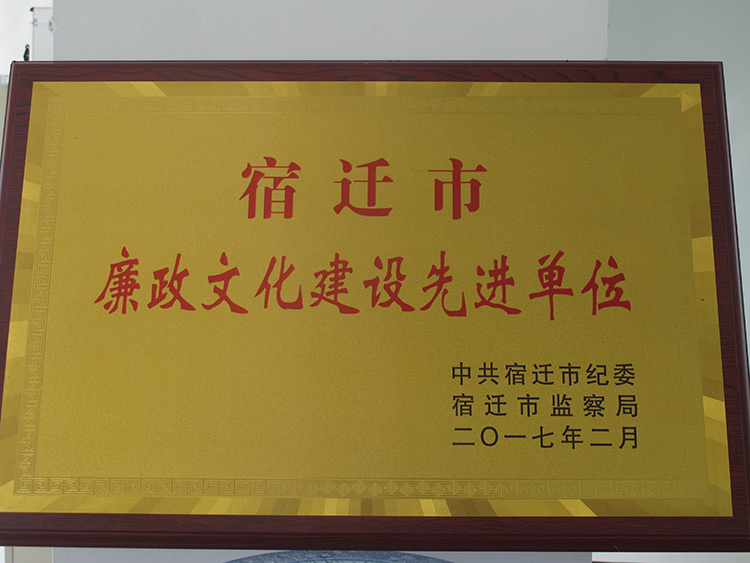 宿迁市
廉政文化建设先进单位
中共宿迁市纪委
宿迁市监察局
二〇一七年二月